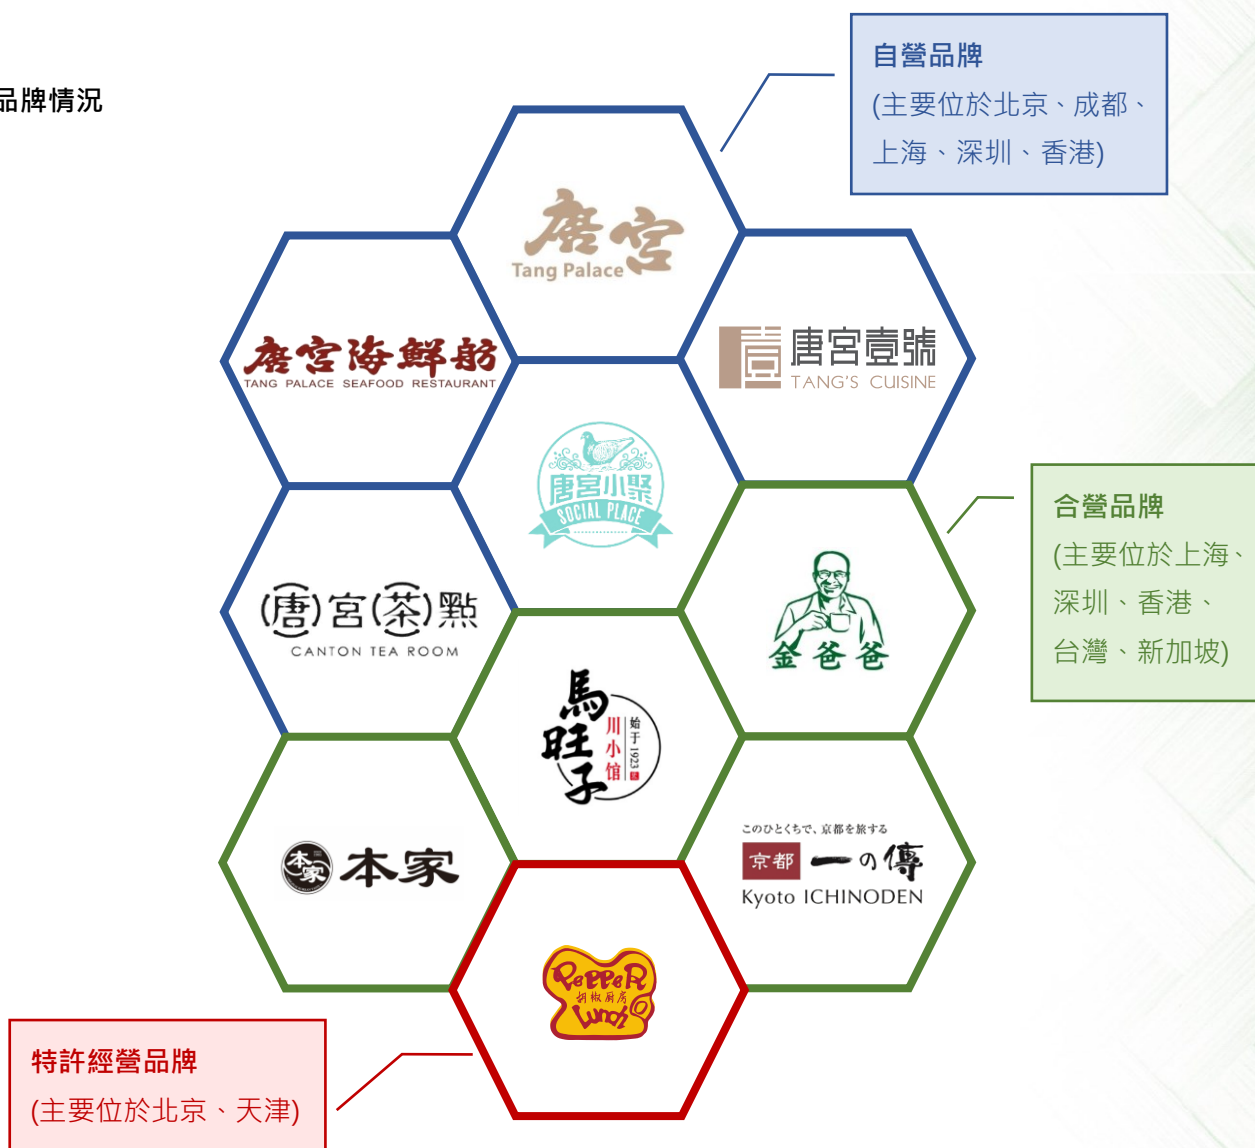 品牌情況
自營品牌
(主要位於北京、成都、
上海、深圳、香港)
唐宮
Tang Palace
唐宮海鮮舫
TANG PALACE SEAFOOD RESTAURANT
唐宮壹號
TANG'S CUISINE
唐宮小聚
SOCIAL PLACE
合營品牌
(主要位於上海、
深圳、香港、
台灣、新加坡)
(唐)宮(茶)點
CANTON TEA ROOM
金爸爸
馬旺子
川小馆
始于1923
本家
本家
このひとくちで、京都を旅する
京都 一の傳
Kyoto ICHINODEN
PePPeR
胡椒厨房
Lunch
特許經營品牌
(主要位於北京、天津)